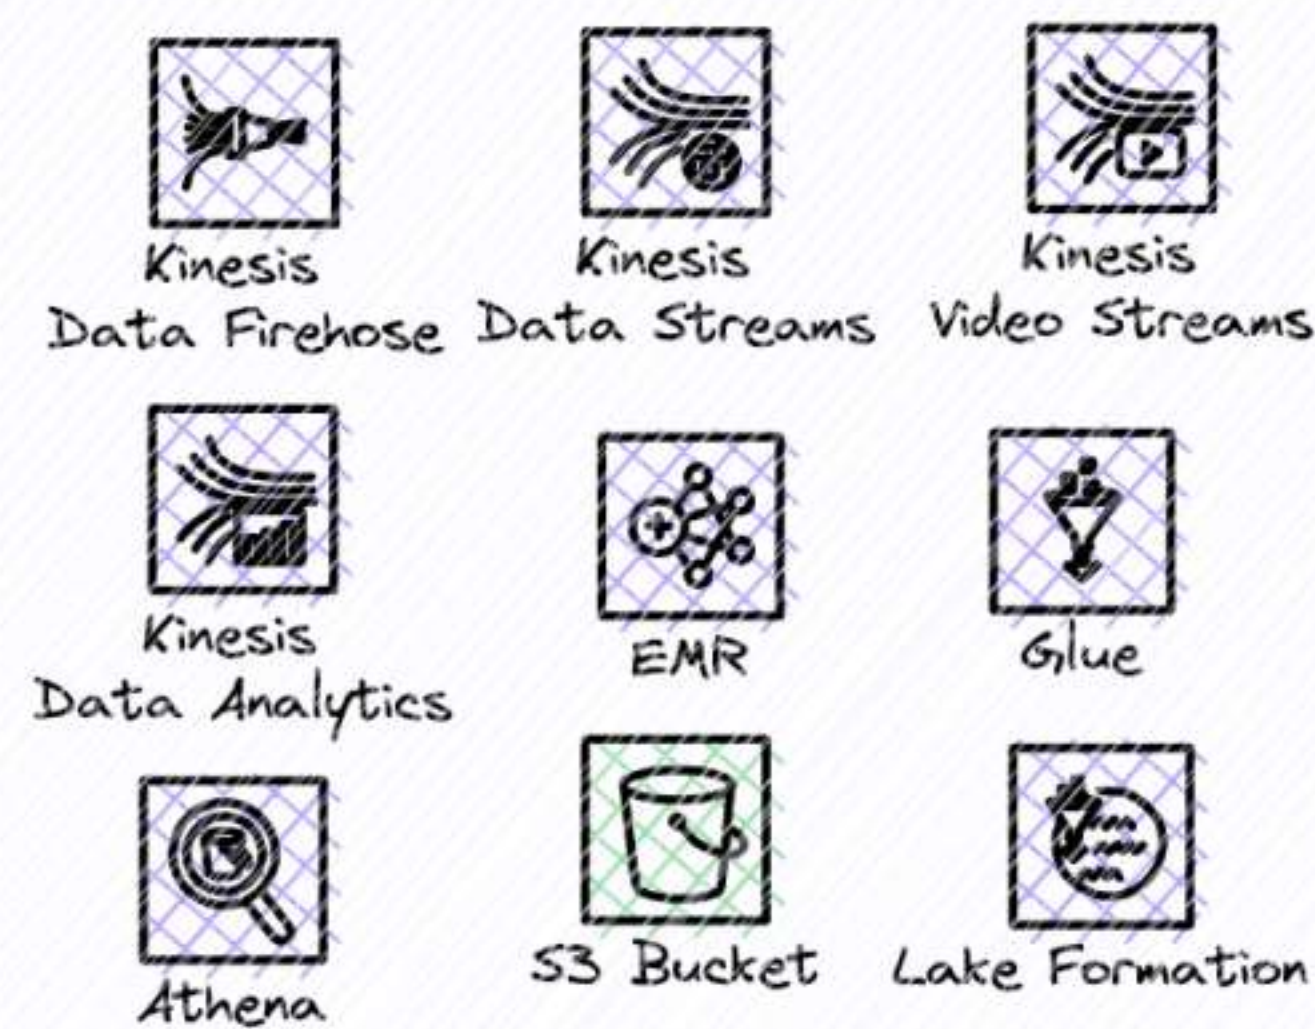 Kinesis
Data Firehose
Kinesis
Data Streams
Kinesis
Video Streams
Kinesis
Data Analytics
EMR
Glue
Athena
S3 Bucket
Lake Formation